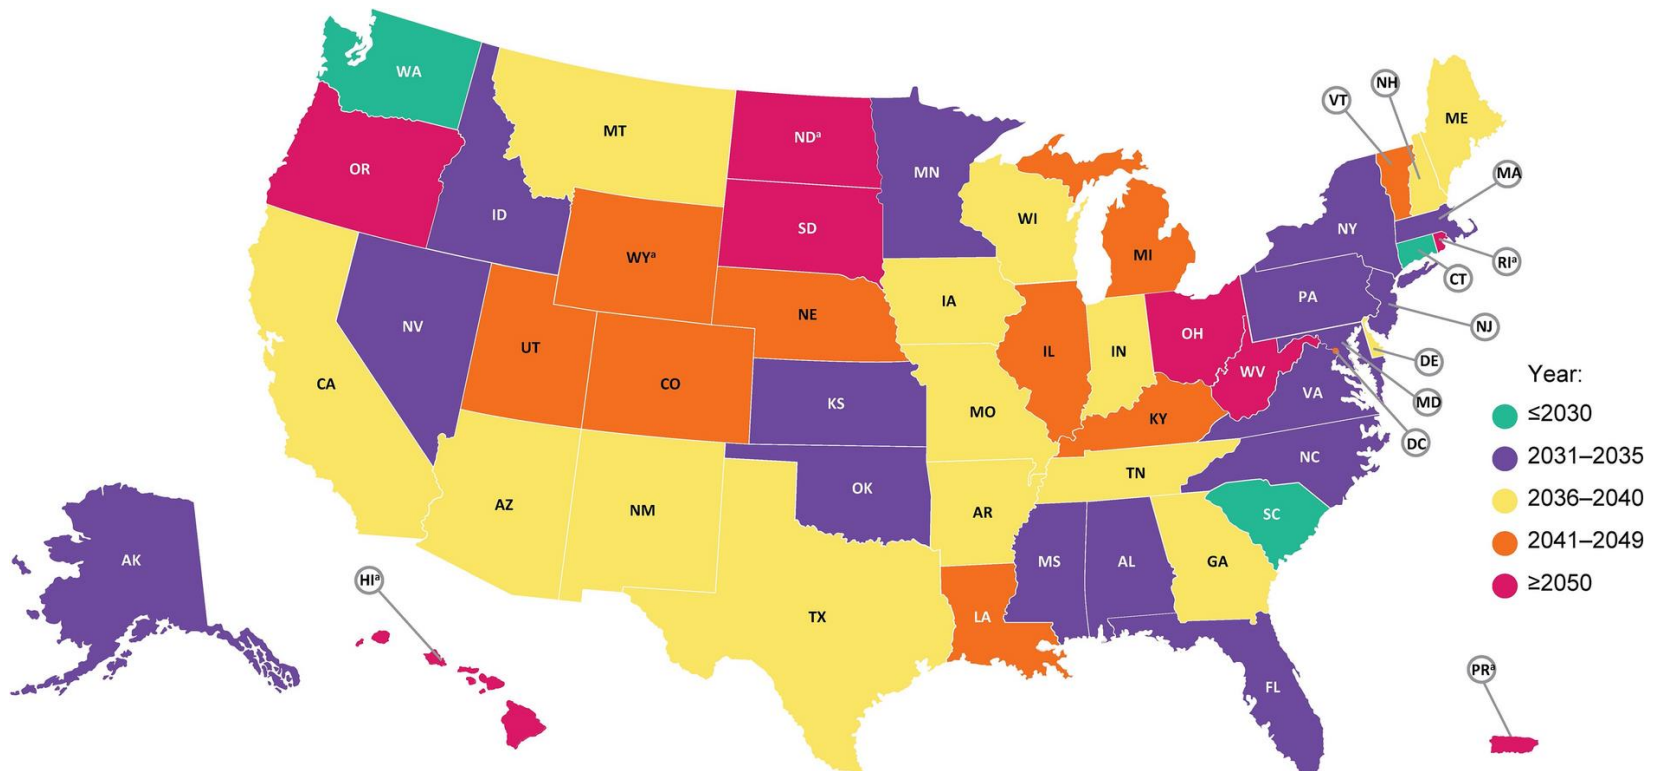 WA
MT
NDᵃ
MN
OR
ID
SD
WYᵃ
WI
MI
VT
NH
ME
MA
NY
RIᵃ
CT
PA
NJ
NV
UT
CO
NE
IA
IL
IN
OH
WV
VA
DE
MD
DC
CA
KS
MO
KY
NC
AZ
NM
OK
AR
TN
SC
MS
AL
GA
TX
LA
FL
AK
HIᵃ
PRᵃ
Year:
≤2030
2031–2035
2036–2040
2041–2049
≥2050